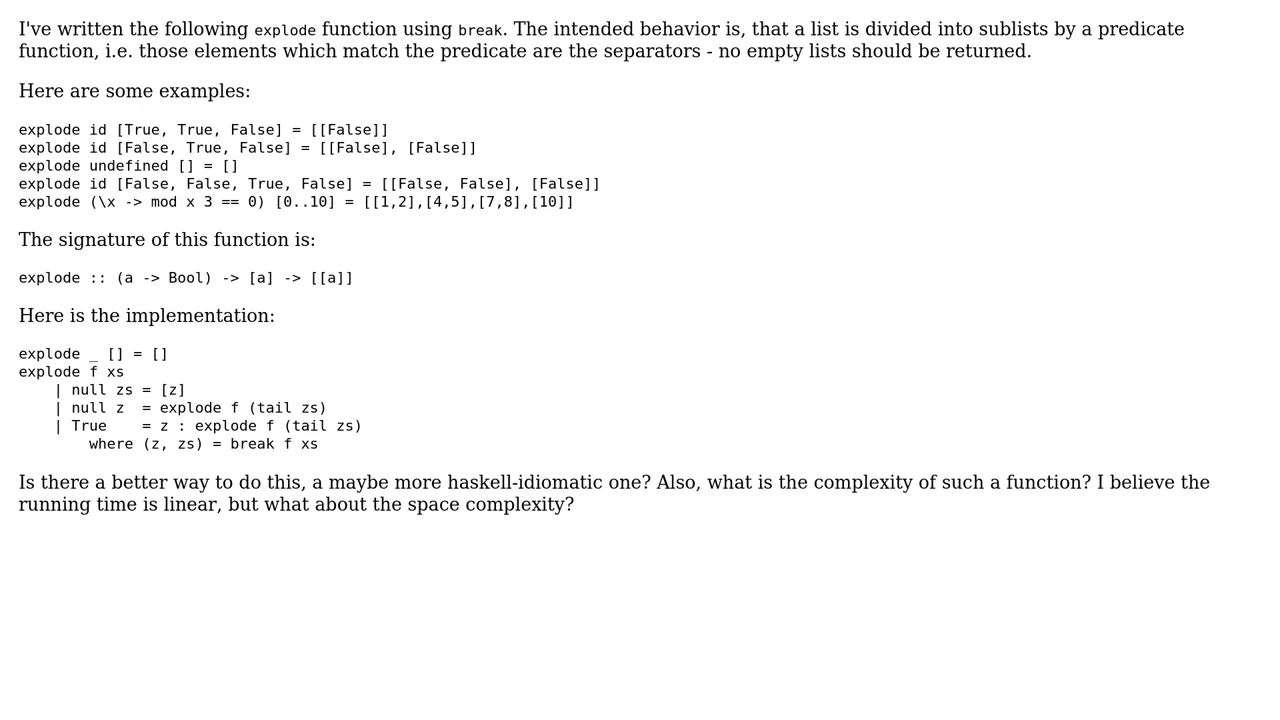 I've written the following explode function using break. The intended behavior is, that a list is divided into sublists by a predicate
function, i.e. those elements which match the predicate are the separators - no empty lists should be returned.
Here are some examples:
explode id [True, True, False] = [[False]]
explode id [False, True, False] = [[False], [False]]
explode undefined [] = []
explode id [False, False, True, False] = [[False, False], [False]]
explode (\x -> mod x 3 == 0) [0..10] = [[1,2],[4,5],[7,8],[10]]
The signature of this function is:
explode :: (a -> Bool) -> [a] -> [[a]]
Here is the implementation:
explode _ [] = []
explode f xs
    | null zs = [z]
    | null z  = explode f (tail zs)
    | True    = z : explode f (tail zs)
        where (z, zs) = break f xs
Is there a better way to do this, a maybe more haskell-idiomatic one? Also, what is the complexity of such a function? I believe the
running time is linear, but what about the space complexity?